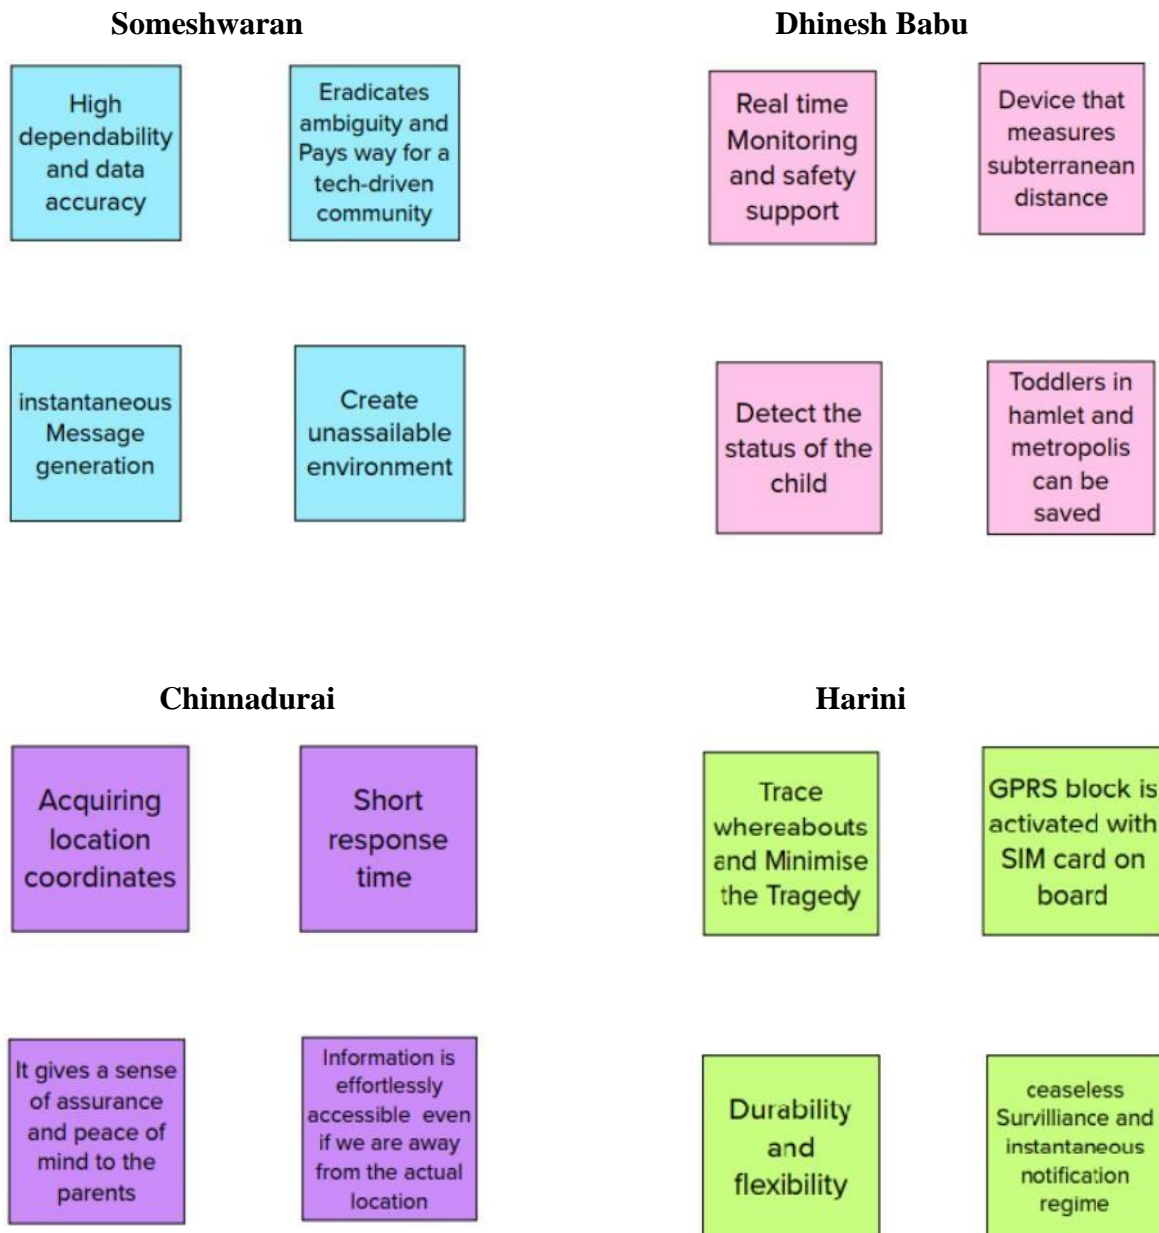 Someshwaran
Dhinesh Babu
High
dependability
and data
accuracy
Eradicates
ambiguity and
Pays way for a
tech-driven
community
Real time
Monitoring
and safety
support
Device that
measures
subterranean
distance
instantaneous
Message
generation
Create
unassailable
environment
Detect the
status of the
child
Toddlers in
hamlet and
metropolis
can be
saved
Chinnadurai
Harini
Acquiring
location
coordinates
Short
response
time
Trace
whereabouts
and Minimise
the Tragedy
GPRS block is
activated with
SIM card on
board
It gives a sense
of assurance
and peace of
mind to the
parents
Information is
effortlessly
accessible even
if we are away
from the actual
location
Durability
and
flexibility
ceaseless
Survilliance and
instantaneous
notification
regime